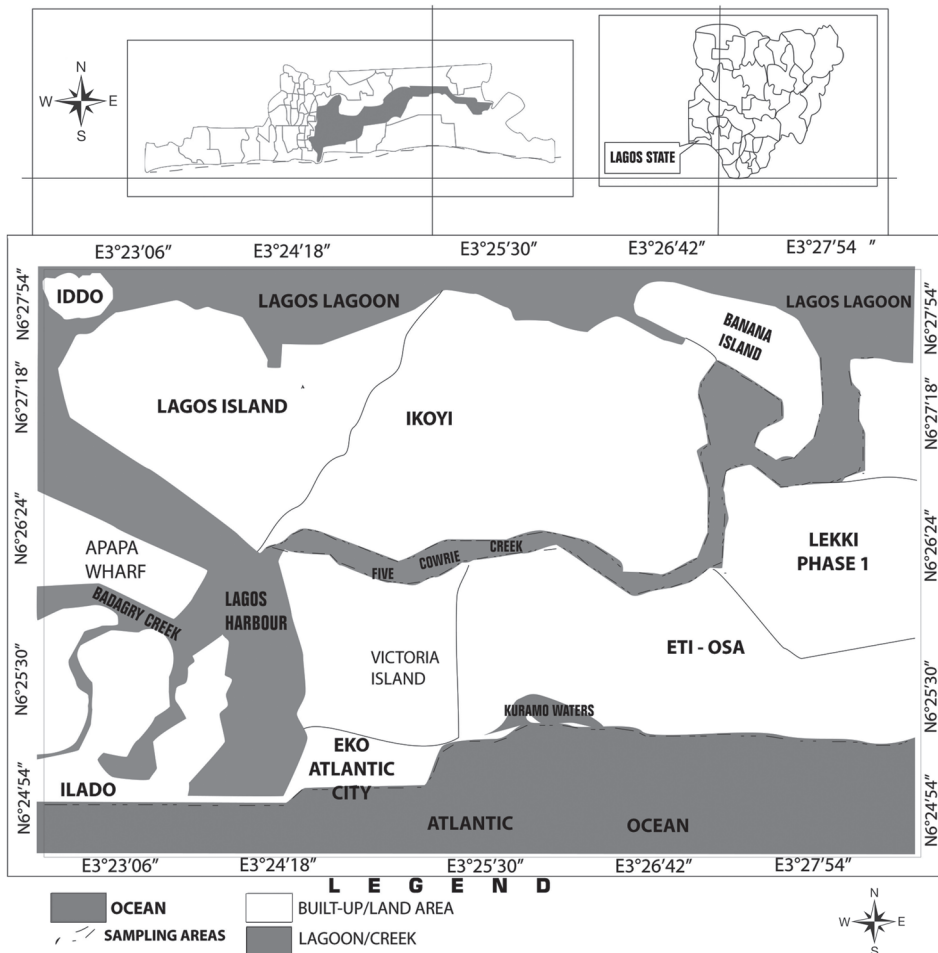 N
W E
S
LAGOS STATE
E3°23′06″ E3°24′18″ E3°25′30″ E3°26′42″ E3°27′54 ″
N6°27′54″
N6°27′18″
N6°26′24″
N6°25′30″
N6°24′54″
IDDO
LAGOS LAGOON
LAGOS LAGOON
BANANA
ISLAND
LAGOS ISLAND
IKOYI
APAPA
WHARF
BADAGRY CREEK
LAGOS
HARBOUR
FIVE COWRIE CREEK
LEKKI
PHASE 1
VICTORIA
ISLAND
ETI - OSA
KURAMO WATERS
EKO
ATLANTIC
CITY
ILADO
ATLANTIC OCEAN
N6°27′54″
N6°27′18″
N6°26′24″
N6°25′30″
N6°24′54″
E3°23′06″ E3°24′18″ E3°25′30″ E3°26′42″ E3°27′54″
LEGEND
OCEAN
SAMPLING AREAS
BUILT-UP/LAND AREA
LAGOON/CREEK
N
W E
S